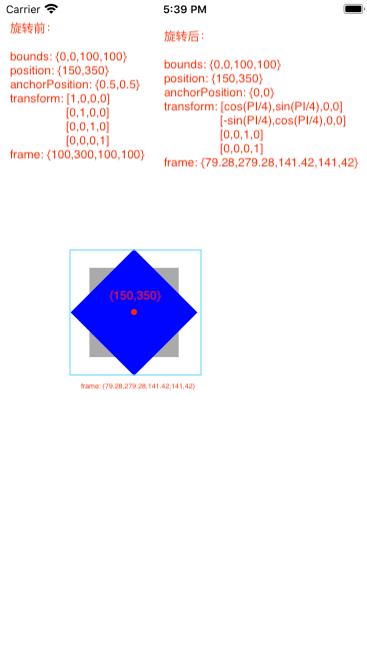 Carrier 5:39 PM
旋转前：
bounds: {0,0,100,100}
position: {150,350}
anchorPosition: {0.5,0.5}
transform: [1,0,0,0]
[0,1,0,0]
[0,0,1,0]
[0,0,0,1]
frame: {100,300,100,100}
旋转后：
bounds: {0,0,100,100}
position: {150,350}
anchorPosition: {0,0}
transform: [cos(PI/4),sin(PI/4),0,0]
[-sin(PI/4),cos(PI/4),0,0]
[0,0,1,0]
[0,0,0,1]
frame: {79.28,279.28,141.42,141,42}
{150,350}
frame: {79.28,279.28,141.42,141,42}